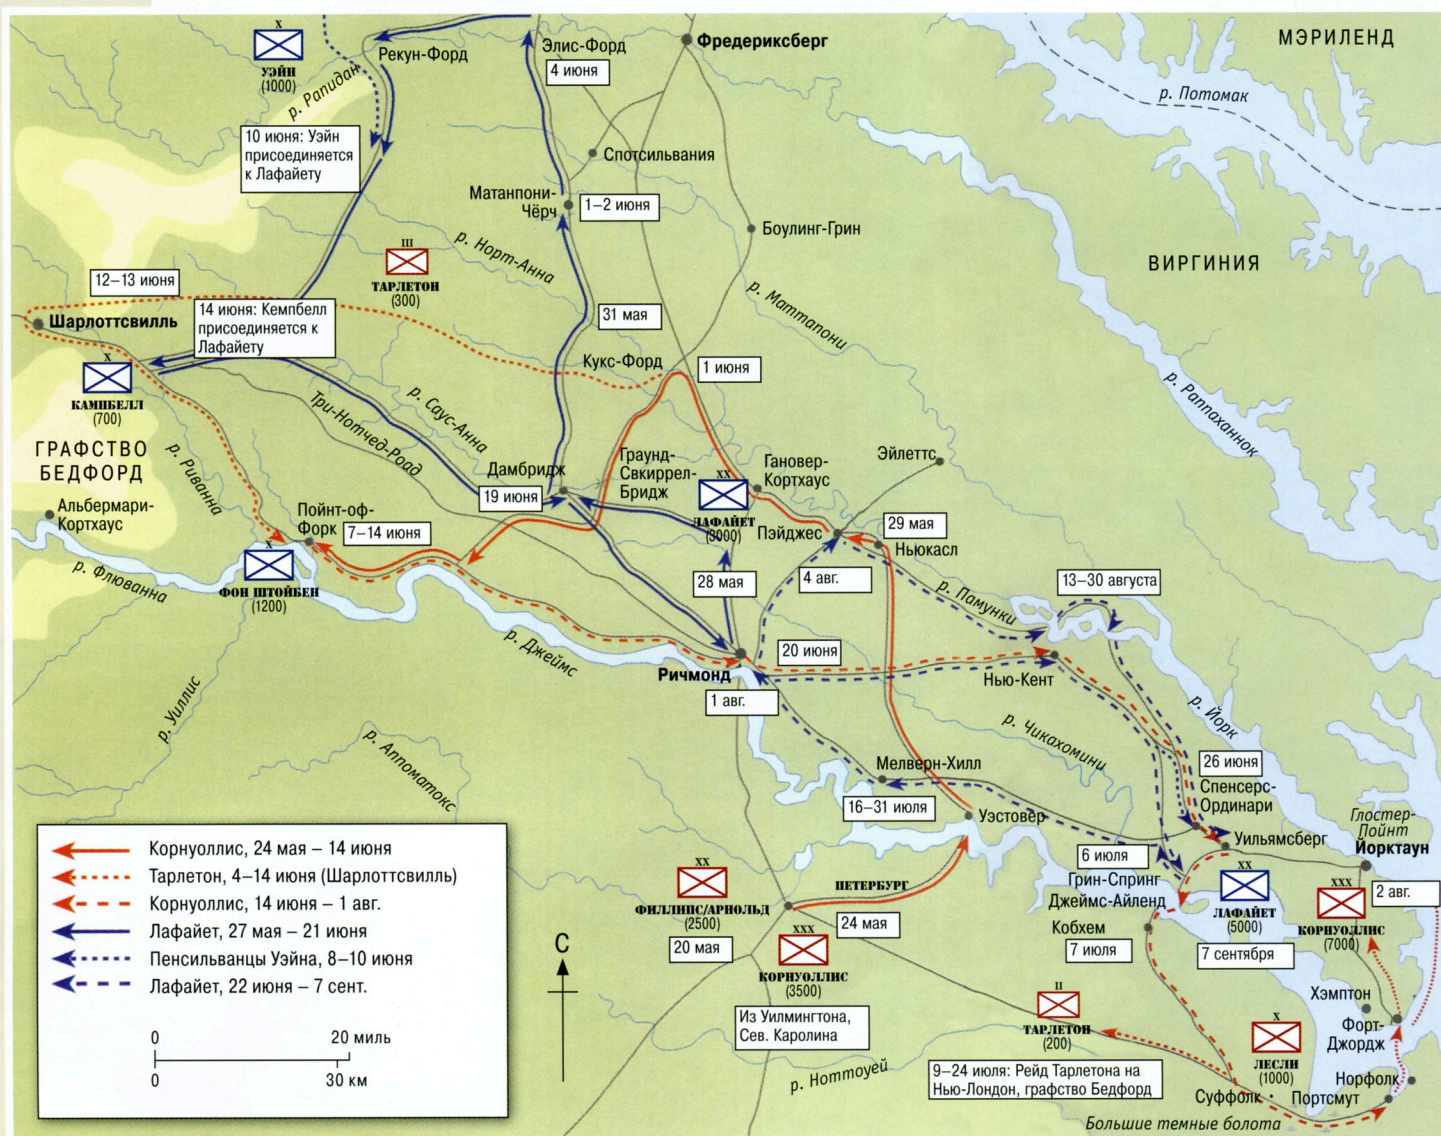 X
УЭЙН
(1000)
Рекун-Форд
Элис-Форд
4 июня
Фредериксберг
МЭРИЛЕНД
р. Потомак
р. Рапидан
10 июня: Уэйн
присоединяется
к Лафайету
Спотсильвания
Матанпони-
Чёрч
1–2 июня
Боулинг-Грин
р. Норт-Анна
III
ТАРЛЕТОН
(300)
ВИРГИНИЯ
12–13 июня
Шарлоттсвилль
14 июня: Кемпбелл
присоединяется к
Лафайету
31 мая
р. Маттапони
Кукс-Форд
1 июня
X
КАМПБЕЛЛ
(700)
р. Саус-Анна
Три-Нотчед-Роад
р. Раппаханнок
ГРАФСТВО
БЕДФОРД
р. Риванна
Дамбридж
19 июня
Граунд-
Свкиррел-
Бридж
XX
ЛАФАЙЕТ
(3000)
Гановер-
Кортхаус
Эйлеттс
Альбермари-
Кортхаус
Пойнт-оф-
Форк
7–14 июня
Пэйджес
29 мая
Ньюкасл
р. Флюванна
X
ФОН ШТОЙБЕН
(1200)
28 мая
4 авг.
р. Памунки
13–30 августа
р. Джеймс
20 июня
Ричмонд
Нью-Кент
1 авг.
р. Уиллис
р. Чикахомини
р. Йорк
р. Аппоматокс
Мелверн-Хилл
26 июня
Спенсерс-
Ординари
16–31 июля
Уэстовер
Глостер-
Пойнт
Йорктаун
Уильямсберг
6 июля
Грин-Спринг
Джеймс-Айленд
XX
ЛАФАЙЕТ
(5000)
7 сентября
XXX
КОРНУОЛЛИС
(7000)
2 авг.
XX
ФИЛЛИПС/АРНОЛЬД
(2500)
20 мая
ПЕТЕРБУРГ
24 мая
Кобхем
7 июля
XXX
КОРНУОЛЛИС
(3500)
Из Уилмингтона,
Сев. Каролина
С
Хэмптон
Форт-
Джордж
II
ТАРЛЕТОН
(200)
X
ЛЕСЛИ
(1000)
9–24 июля: Рейд Тарлетона на
Нью-Лондон, графство Бедфорд
р. Ноттоуей
Норфолк
Суффолк
Портсмут
Большие темные болота
Корнуоллис, 24 мая – 14 июня
Тарлетон, 4–14 июня (Шарлоттсвилль)
Корнуоллис, 14 июня – 1 авг.
Лафайет, 27 мая – 21 июня
Пенсильванцы Уэйна, 8–10 июня
Лафайет, 22 июня – 7 сент.
0 20 миль
0 30 км